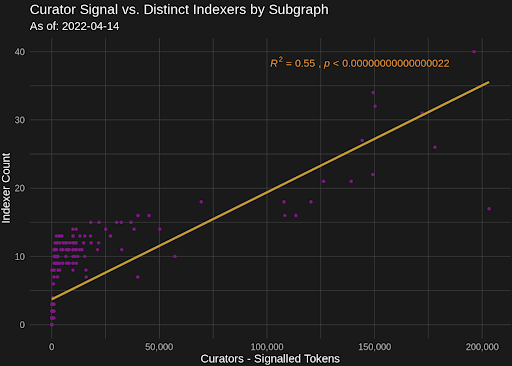 Curator Signal vs. Distinct Indexers by Subgraph
As of: 2022-04-14
R² = 0.55 , p < 0.00000000000000022
40
30
20
10
0
Indexer Count
0 50,000 100,000 150,000 200,000
Curators - Signalled Tokens